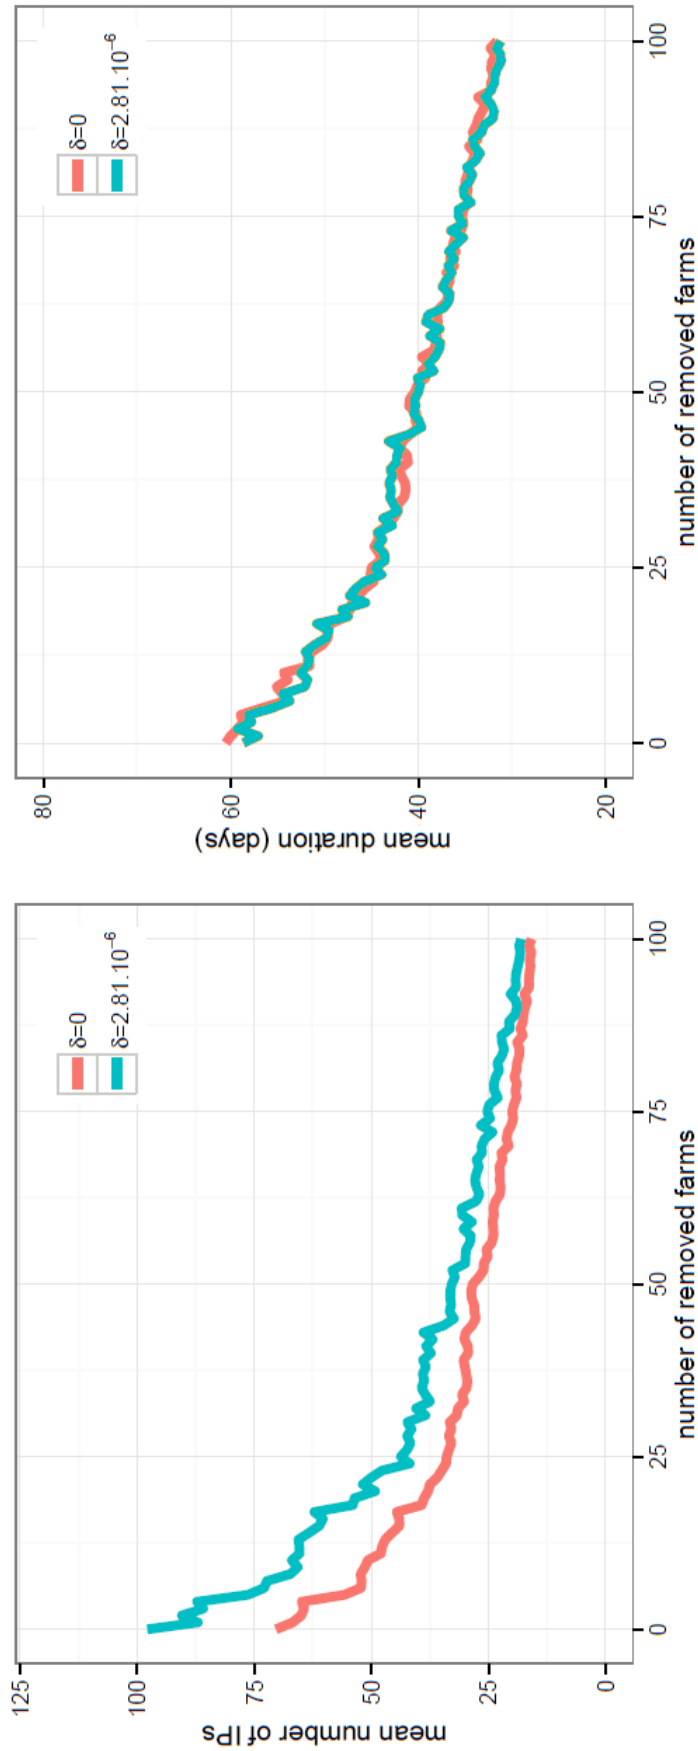 125
100
75
50
25
0
mean number of IPs
δ=0
δ=2.81.10⁻⁶
0
25
50
75
100
number of removed farms
80
60
40
20
mean duration (days)
δ=0
δ=2.81.10⁻⁶
0
25
50
75
100
number of removed farms